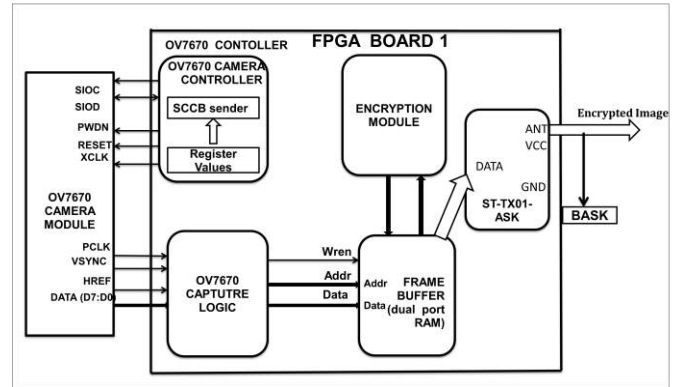 OV7670 CONTOLLER
FPGA BOARD 1
OV7670 CAMERA
CONTROLLER
SCCB sender
Register
Values
SIOC
SIOD
PWDN
RESET
XCLK
OV7670
CAMERA
MODULE
PCLK
VSYNC
HREF
DATA (D7:D0)
OV7670
CAPTUTRE
LOGIC
Wren
Addr
Data
ENCRYPTION
MODULE
Addr
Data
FRAME
BUFFER
(dual port
RAM)
ANT
VCC
DATA
GND
ST-TX01-
ASK
Encrypted Image
BASK